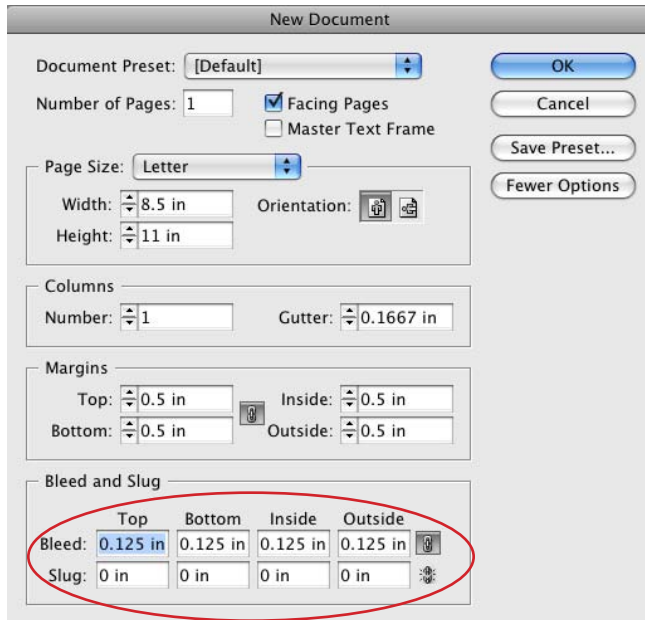 New Document
Document Preset: [Default] OK
Number of Pages: 1 Facing Pages Cancel
Master Text Frame
Save Preset...
Page Size: Letter
Fewer Options
Width: 8.5 in Orientation:
Height: 11 in
Columns
Number: 1 Gutter: 0.1667 in
Margins
Top: 0.5 in Inside: 0.5 in
Bottom: 0.5 in Outside: 0.5 in
Bleed and Slug
Top Bottom Inside Outside
Bleed: 0.125 in 0.125 in 0.125 in 0.125 in
Slug: 0 in 0 in 0 in 0 in